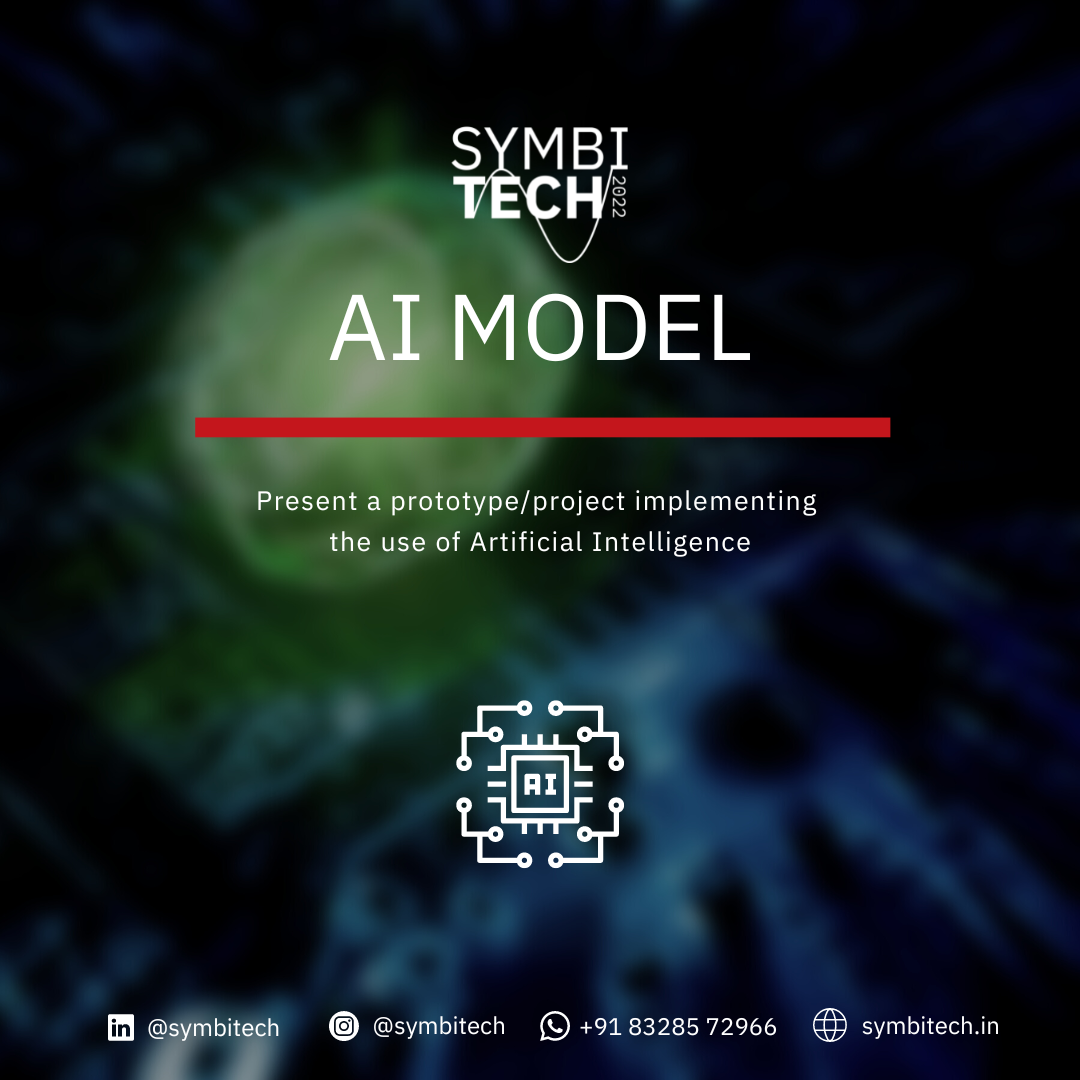 SYMBI
TECH 2022
AI MODEL
Present a prototype/project implementing
the use of Artificial Intelligence
AI
in @symbitech @symbitech +91 83285 72966 symbitech.in